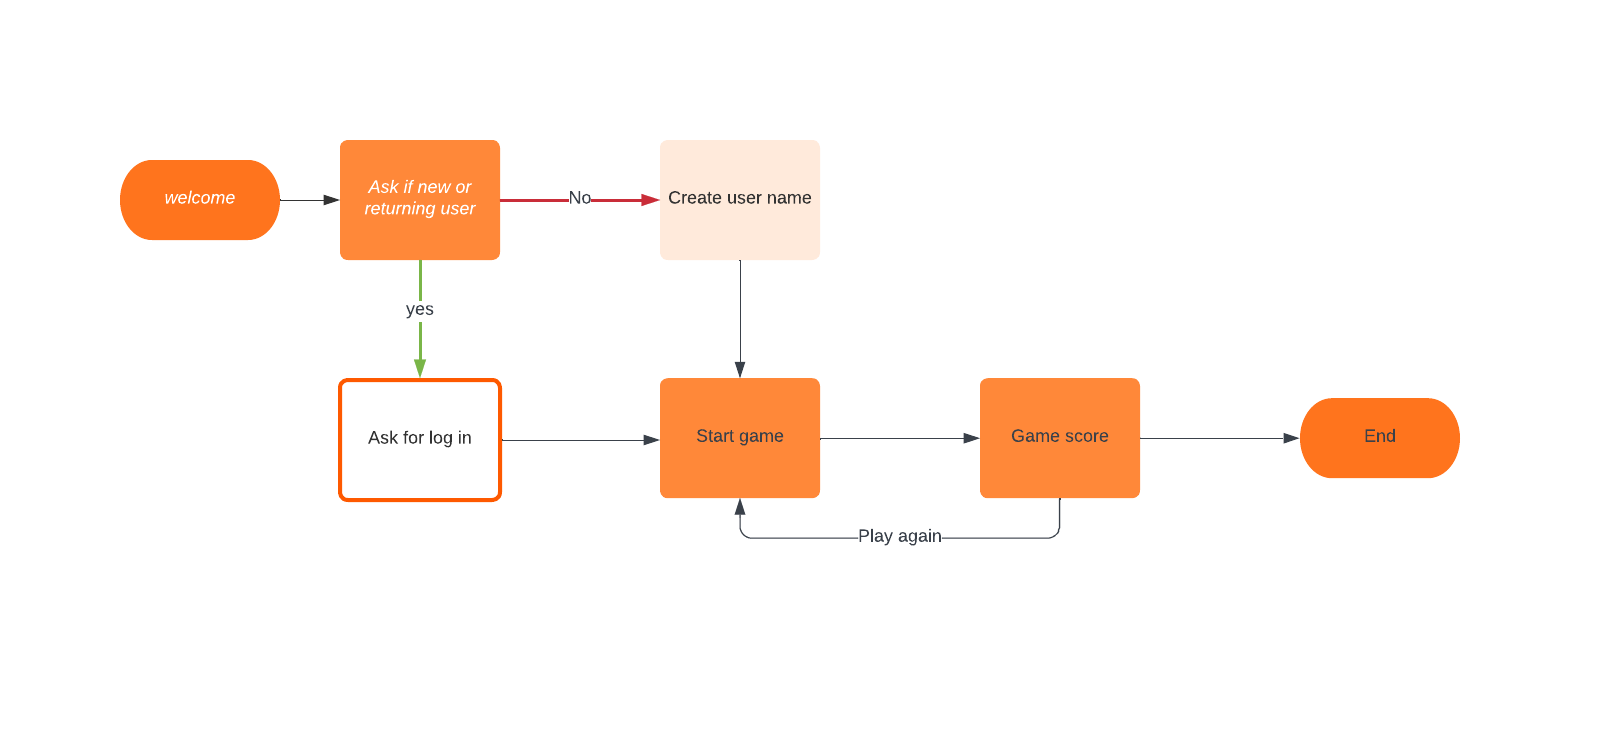 welcome
Ask if new or
returning user
No
Create user name
yes
Ask for log in
Start game
Game score
End
Play again